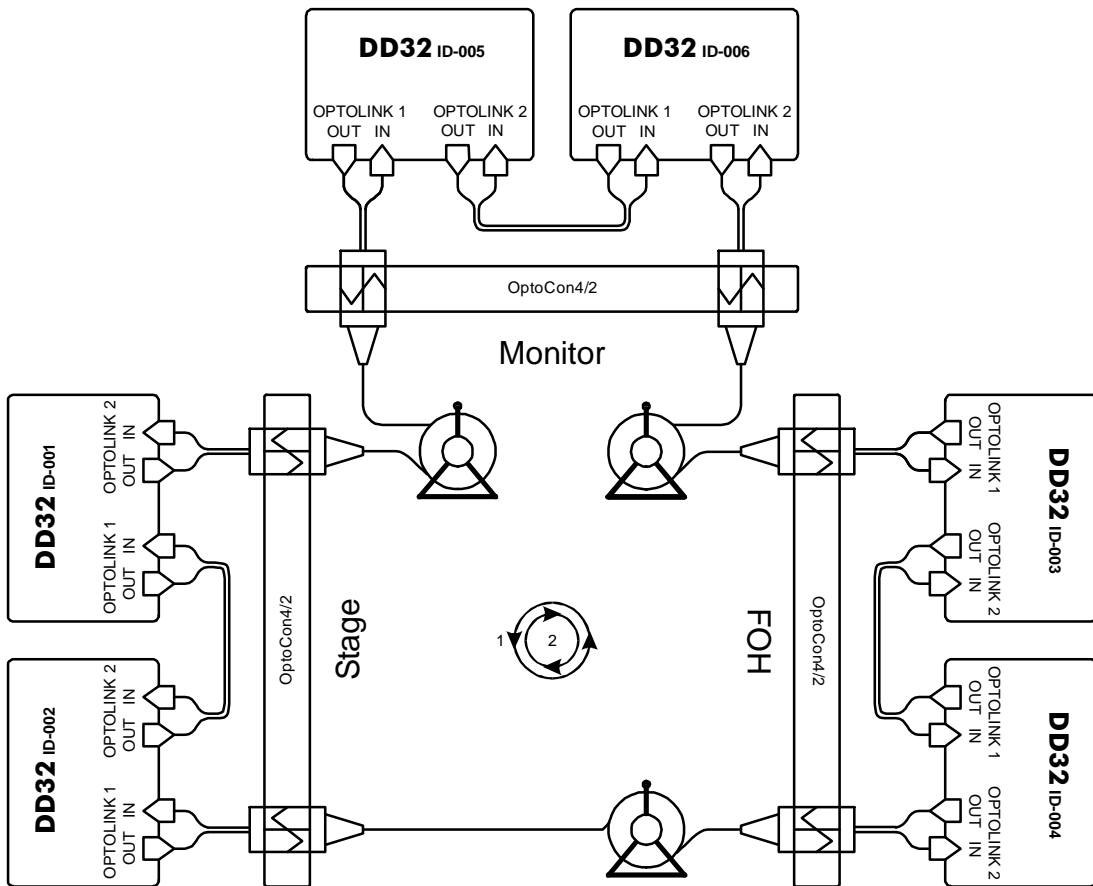 DD32 ID-005
OPTOLINK 1 OPTOLINK 2
OUT IN OUT IN
DD32 ID-006
OPTOLINK 1 OPTOLINK 2
OUT IN OUT IN
OptoCon4/2
Monitor
DD32 ID-001
OPTOLINK 2
OUT IN
OPTOLINK 1
OUT IN
DD32 ID-002
OPTOLINK 2
OUT IN
OPTOLINK 1
OUT IN
OptoCon4/2
Stage
1 2
FOH
OptoCon4/2
DD32 ID-003
OPTOLINK 1
OUT IN
OPTOLINK 2
OUT IN
DD32 ID-004
OPTOLINK 1
OUT IN
OPTOLINK 2
OUT IN